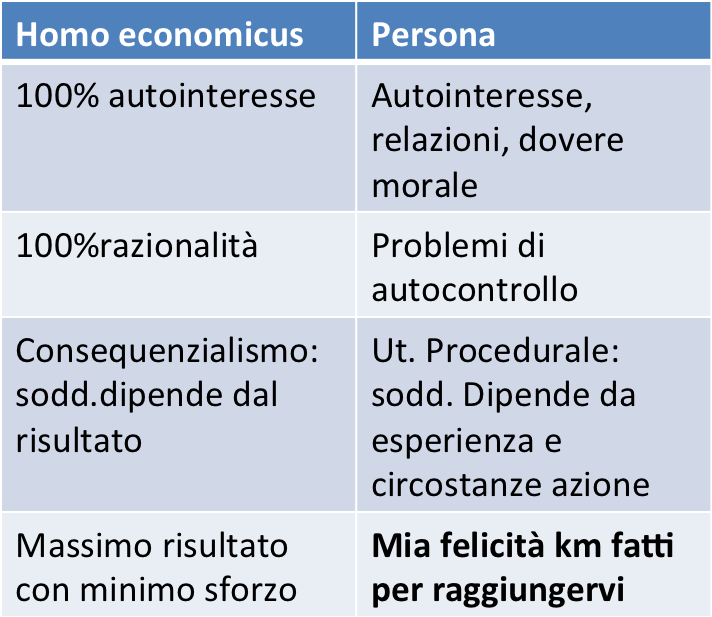 Homo economicus
Persona
100% autointeresse
Autointeresse,
relazioni, dovere
morale
100%razionalità
Problemi di
autocontrollo
Consequenzialismo:
sodd.dipende dal
risultato
Ut. Procedurale:
sodd. Dipende da
esperienza e
circostanze azione
Massimo risultato
con minimo sforzo
Mia felicità km fatti
per raggiungervi